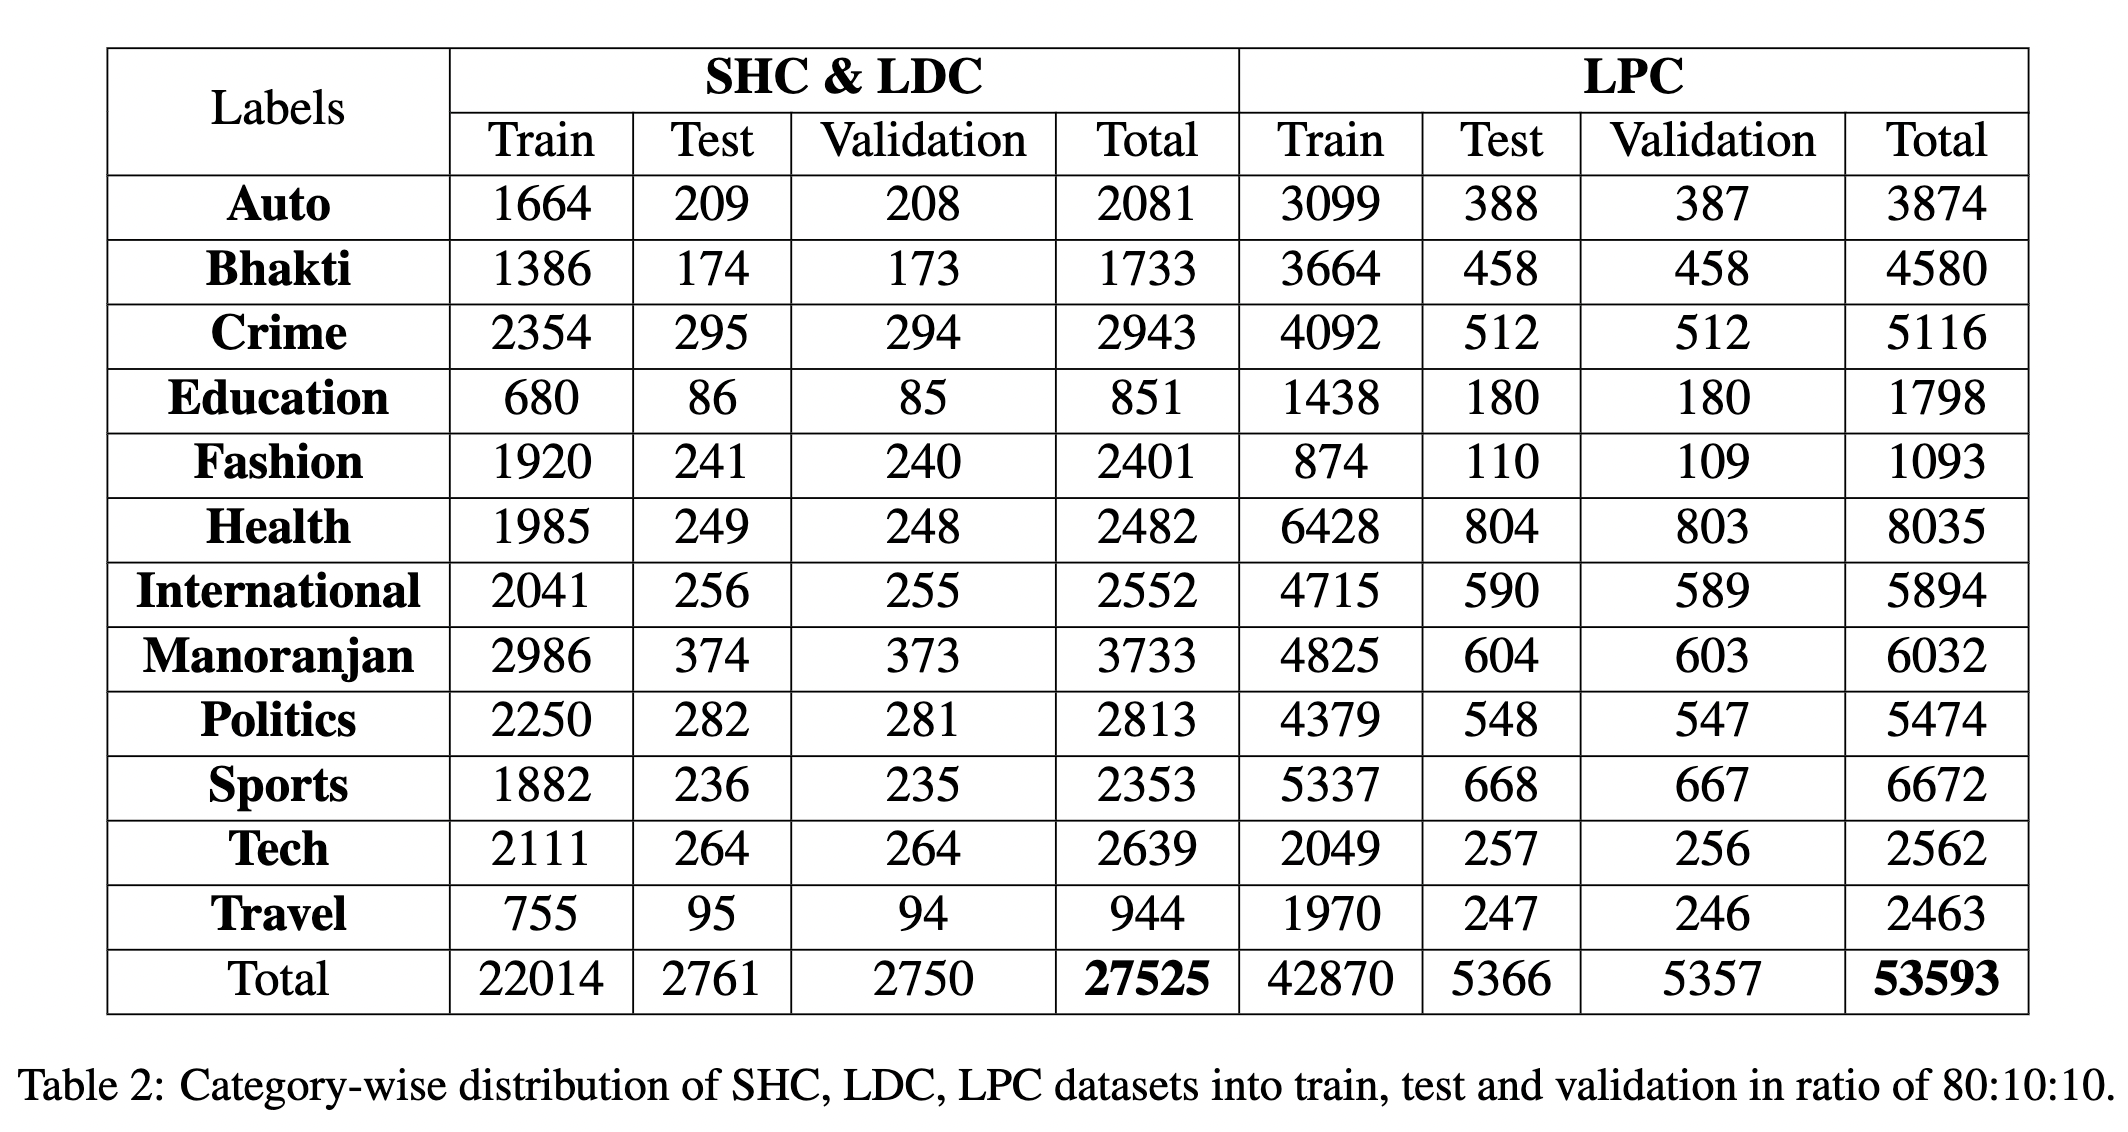 Labels SHC & LDC LPC
Train Test Validation Total Train Test Validation Total
Auto 1664 209 208 2081 3099 388 387 3874
Bhakti 1386 174 173 1733 3664 458 458 4580
Crime 2354 295 294 2943 4092 512 512 5116
Education 680 86 85 851 1438 180 180 1798
Fashion 1920 241 240 2401 874 110 109 1093
Health 1985 249 248 2482 6428 804 803 8035
International 2041 256 255 2552 4715 590 589 5894
Manoranjan 2986 374 373 3733 4825 604 603 6032
Politics 2250 282 281 2813 4379 548 547 5474
Sports 1882 236 235 2353 5337 668 667 6672
Tech 2111 264 264 2639 2049 257 256 2562
Travel 755 95 94 944 1970 247 246 2463
Total 22014 2761 2750 27525 42870 5366 5357 53593
Table 2: Category-wise distribution of SHC, LDC, LPC datasets into train, test and validation in ratio of 80:10:10.